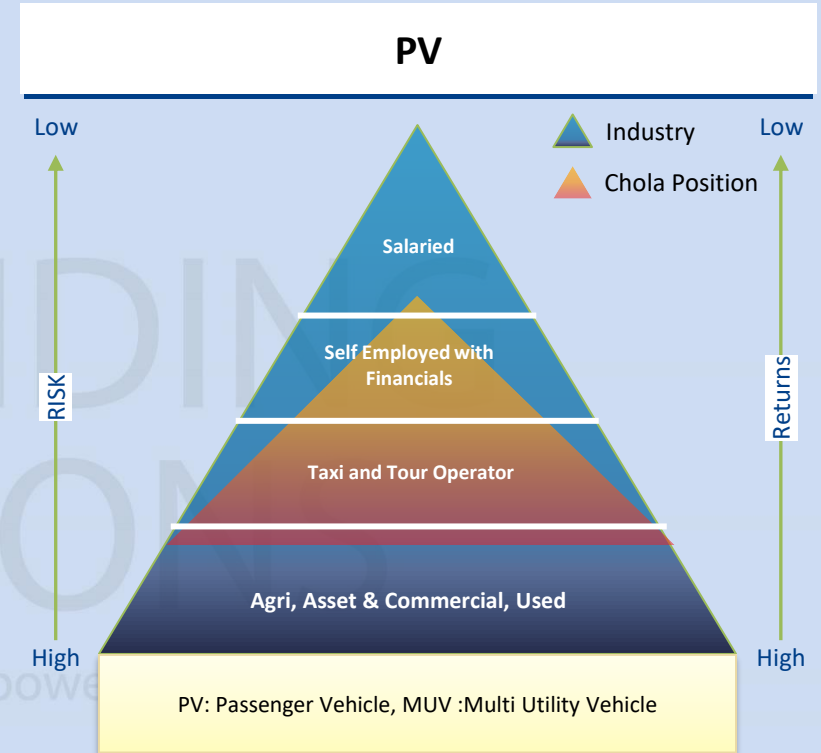 PV
Low
Industry
Low
Chola Position
Salaried
Self Employed with
Financials
RISK
Returns
Taxi and Tour Operator
Agri, Asset & Commercial, Used
High
High
PV: Passenger Vehicle, MUV :Multi Utility Vehicle